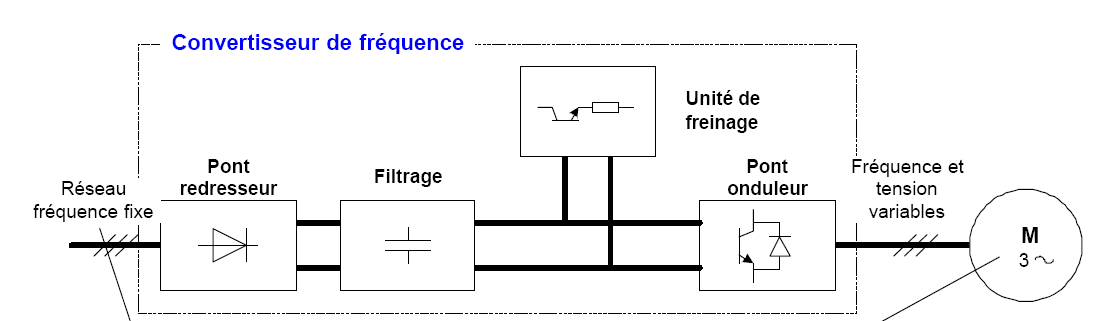 Convertisseur de fréquence
Unité de
freinage
Pont
redresseur
Filtrage
Pont
onduleur
Réseau
fréquence fixe
Fréquence et
tension
variables
M
3 ~